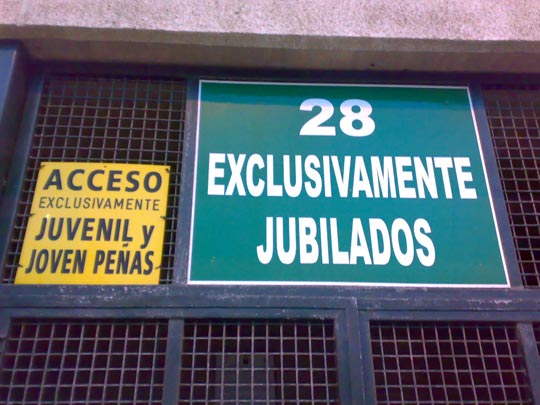 ACCESO
EXCLUSIVAMENTE
JUVENIL y
JOVEN PEÑAS
28
EXCLUSIVAMENTE
JUBILADOS